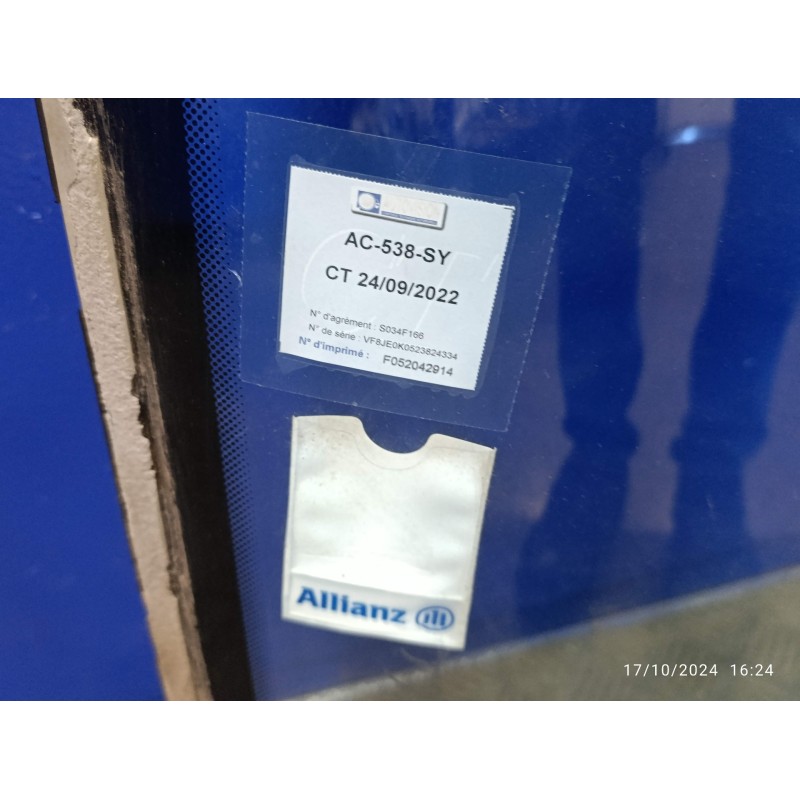 AC-538-SY
CT 24/09/2022
N° d'agrément : S034F166
N° de série : VF8JE0K0523824334
N° d'imprimé : F052042914
Allianz
17/10/2024 16:24